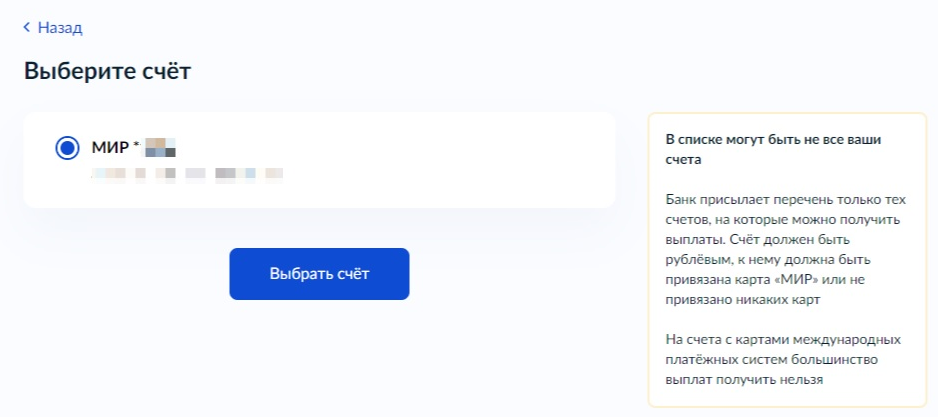 Назад
Выберите счёт
МИР *
Выбрать счёт
В списке могут быть не все ваши
счета
Банк присылает перечень только тех
счетов, на которые можно получить
выплаты. Счёт должен быть
рублёвым, к нему должна быть
привязана карта «МИР» или не
привязано никаких карт
На счета с картами международных
платёжных систем большинство
выплат получить нельзя